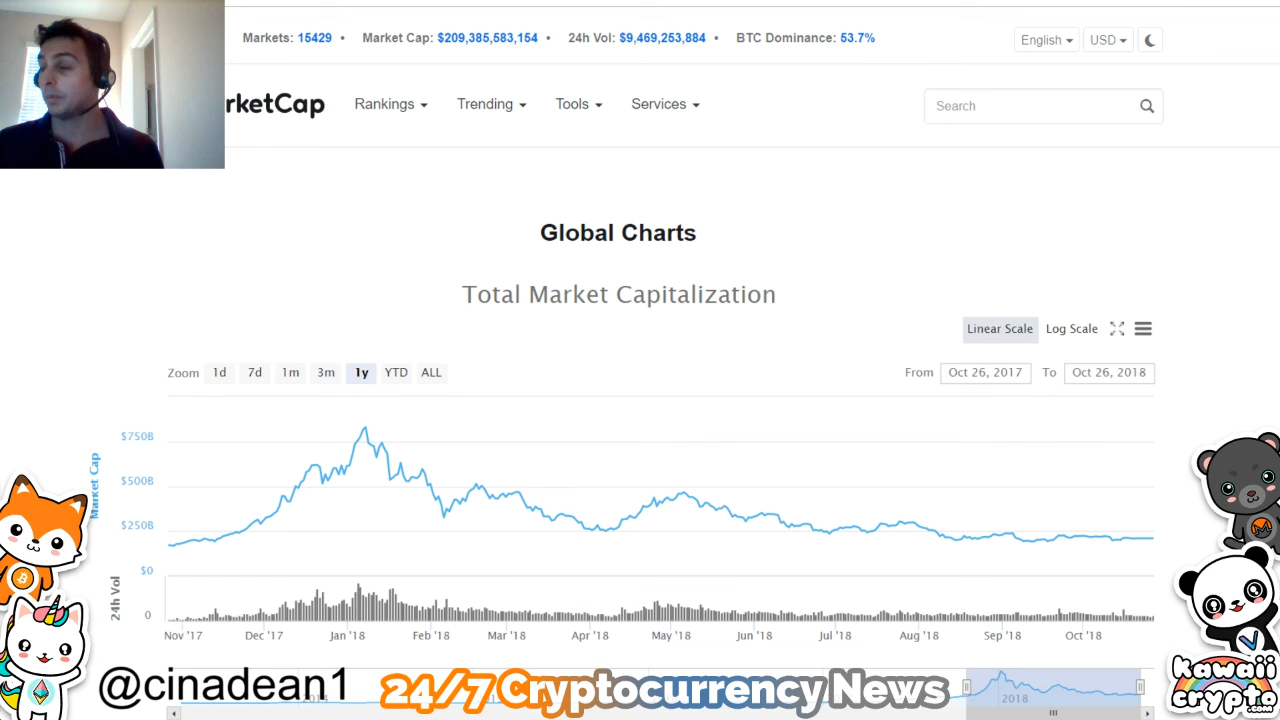 Markets: 15429 • Market Cap: $209,385,583,154 • 24h Vol: $9,469,253,884 • BTC Dominance: 53.7%
English USD
rketCap Rankings Trending Tools Services Search
Global Charts
Total Market Capitalization
Linear Scale Log Scale
Zoom 1d 7d 1m 3m 1y YTD ALL From Oct 26, 2017 To Oct 26, 2018
Market Cap
$750B
$500B
$250B
$0
24h Vol
0
Nov '17 Dec '17 Jan '18 Feb '18 Mar '18 Apr '18 May '18 Jun '18 Jul '18 Aug '18 Sep '18 Oct '18
@cinadean1
2014
2018
24/7 Cryptocurrency News
kawaii
crypto
.com